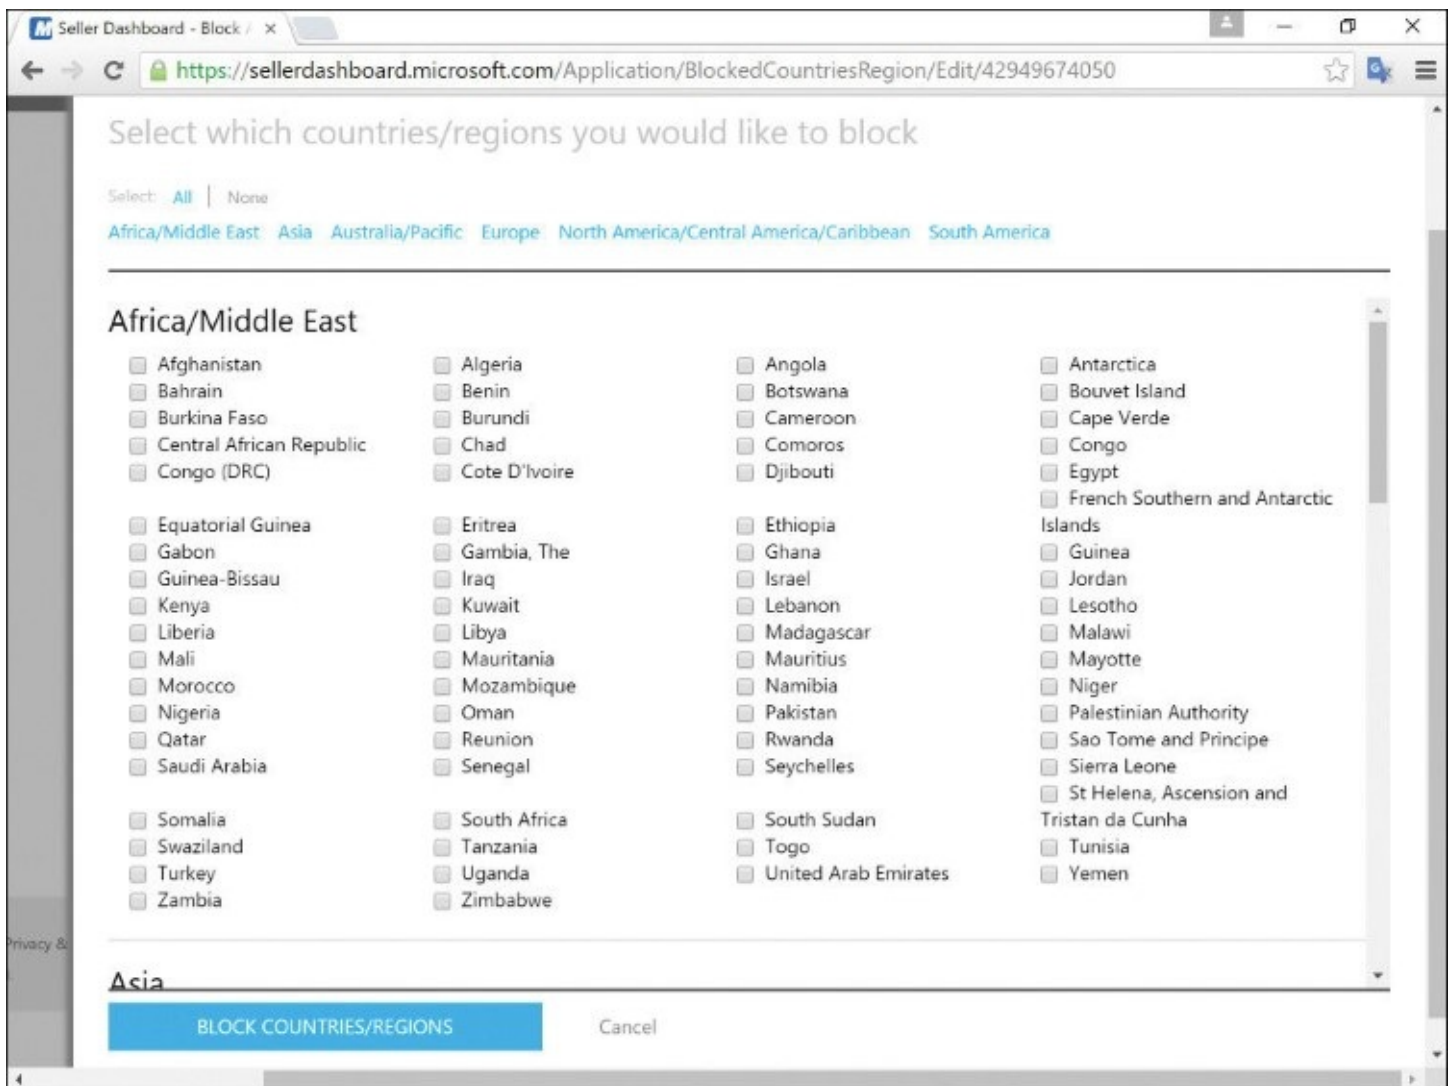 Seller Dashboard - Block /
https://sellerdashboard.microsoft.com/Application/BlockedCountriesRegion/Edit/42949674050
Select which countries/regions you would like to block
Select: All | None
Africa/Middle East Asia Australia/Pacific Europe North America/Central America/Caribbean South America
Africa/Middle East
Afghanistan Algeria Angola Antarctica
Bahrain Benin Botswana Bouvet Island
Burkina Faso Burundi Cameroon Cape Verde
Central African Republic Chad Comoros Congo
Congo (DRC) Cote D'Ivoire Djibouti Egypt
French Southern and Antarctic
Equatorial Guinea Eritrea Ethiopia Islands
Gabon Gambia, The Ghana Guinea
Guinea-Bissau Iraq Israel Jordan
Kenya Kuwait Lebanon Lesotho
Liberia Libya Madagascar Malawi
Mali Mauritania Mauritius Mayotte
Morocco Mozambique Namibia Niger
Nigeria Oman Pakistan Palestinian Authority
Qatar Reunion Rwanda Sao Tome and Principe
Saudi Arabia Senegal Seychelles Sierra Leone
St Helena, Ascension and
Somalia South Africa South Sudan Tristan da Cunha
Swaziland Tanzania Togo Tunisia
Turkey Uganda United Arab Emirates Yemen
Zambia Zimbabwe
Privacy &
Asia
BLOCK COUNTRIES/REGIONS Cancel